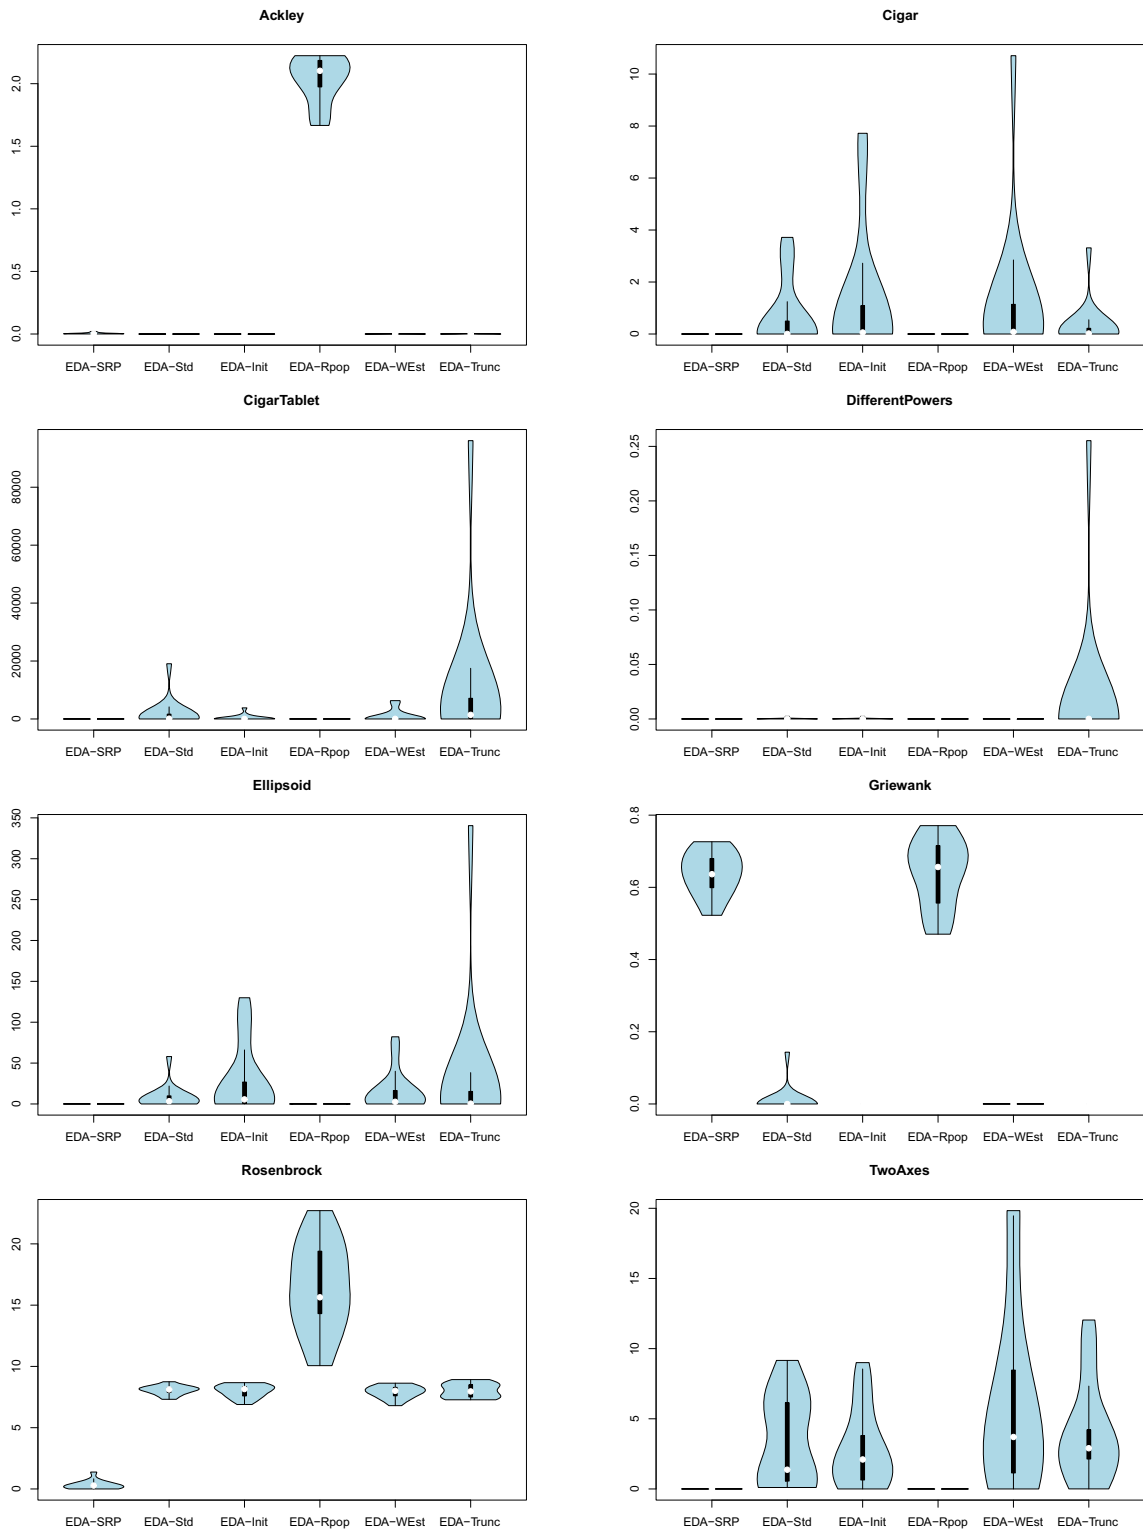 Ackley
2.0
1.5
1.0
0.5
0.0
EDA−SRP EDA−Std EDA−Init EDA−Rpop EDA−WEst EDA−Trunc
Cigar
10
8
6
4
2
0
EDA−SRP EDA−Std EDA−Init EDA−Rpop EDA−WEst EDA−Trunc
CigarTablet
80000
60000
40000
20000
0
EDA−SRP EDA−Std EDA−Init EDA−Rpop EDA−WEst EDA−Trunc
DifferentPowers
0.25
0.20
0.15
0.10
0.05
0.00
EDA−SRP EDA−Std EDA−Init EDA−Rpop EDA−WEst EDA−Trunc
Ellipsoid
350
300
250
200
150
100
50
0
EDA−SRP EDA−Std EDA−Init EDA−Rpop EDA−WEst EDA−Trunc
Griewank
0.8
0.6
0.4
0.2
0.0
EDA−SRP EDA−Std EDA−Init EDA−Rpop EDA−WEst EDA−Trunc
Rosenbrock
20
15
10
5
0
EDA−SRP EDA−Std EDA−Init EDA−Rpop EDA−WEst EDA−Trunc
TwoAxes
20
15
10
5
0
EDA−SRP EDA−Std EDA−Init EDA−Rpop EDA−WEst EDA−Trunc